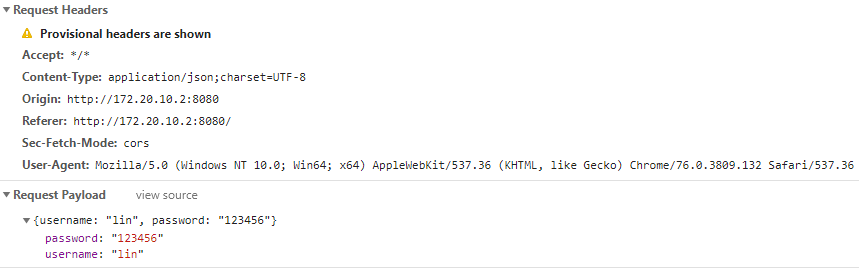 Request Headers
Provisional headers are shown
Accept: */*
Content-Type: application/json;charset=UTF-8
Origin: http://172.20.10.2:8080
Referer: http://172.20.10.2:8080/
Sec-Fetch-Mode: cors
User-Agent: Mozilla/5.0 (Windows NT 10.0; Win64; x64) AppleWebKit/537.36 (KHTML, like Gecko) Chrome/76.0.3809.132 Safari/537.36
Request Payload view source
{username: "lin", password: "123456"}
password: "123456"
username: "lin"